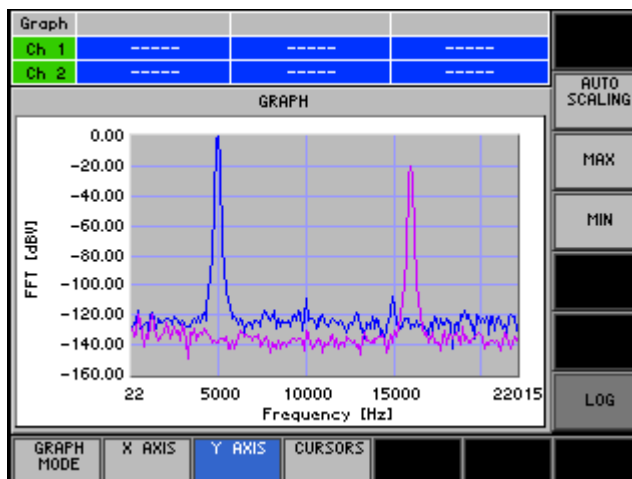 Graph
Ch 1 ----- ----- -----
Ch 2 ----- ----- -----
GRAPH
AUTO
SCALING
MAX
MIN
LOG
FFT [dBV]
0.00
-20.00
-40.00
-60.00
-80.00
-100.00
-120.00
-140.00
-160.00
22 5000 10000 15000 22015
Frequency [Hz]
GRAPH
MODE
X AXIS
Y AXIS
CURSORS